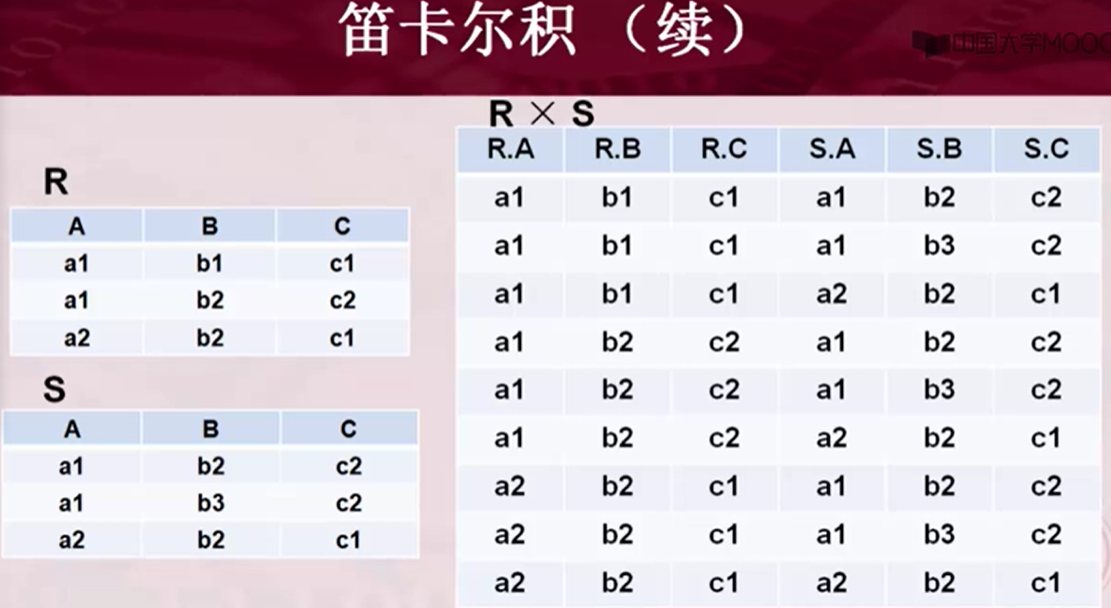 笛卡尔积 （续）
中国大学MOOC
R
A B C
a1 b1 c1
a1 b2 c2
a2 b2 c1
S
A B C
a1 b2 c2
a1 b3 c2
a2 b2 c1
R × S
R.A R.B R.C S.A S.B S.C
a1 b1 c1 a1 b2 c2
a1 b1 c1 a1 b3 c2
a1 b1 c1 a2 b2 c1
a1 b2 c2 a1 b2 c2
a1 b2 c2 a1 b3 c2
a1 b2 c2 a2 b2 c1
a2 b2 c1 a1 b2 c2
a2 b2 c1 a1 b3 c2
a2 b2 c1 a2 b2 c1